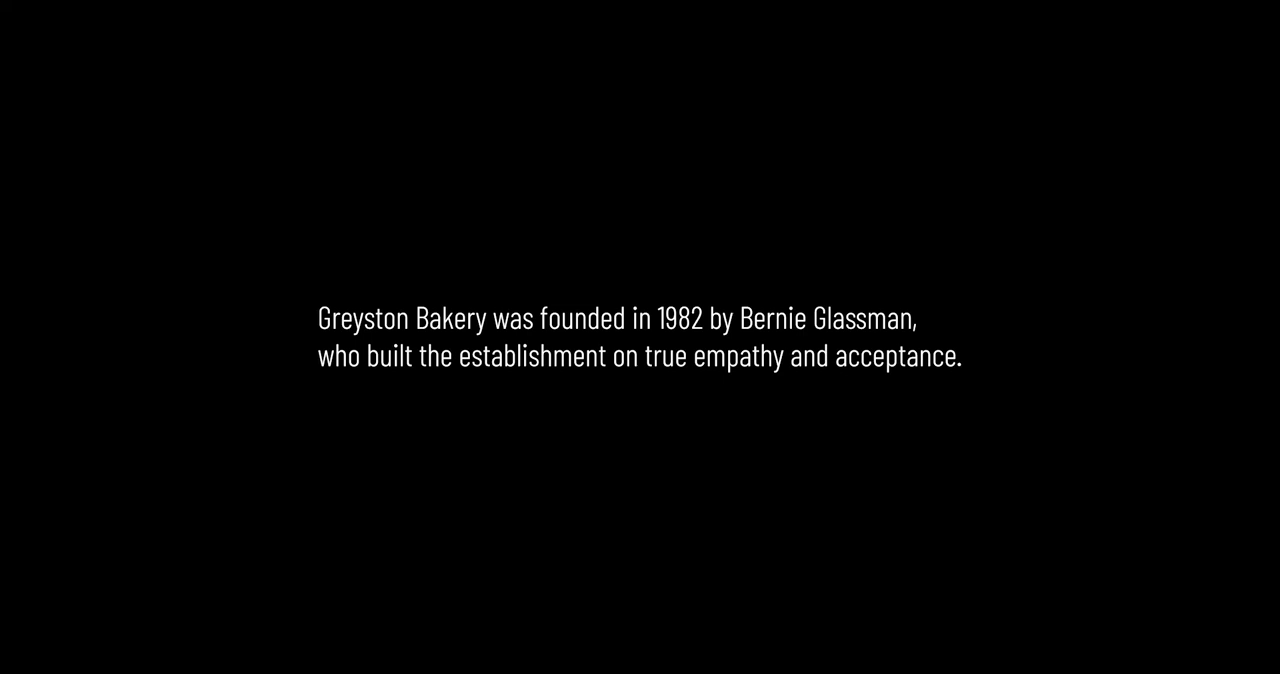 Greyston Bakery was founded in 1982 by Bernie Glassman,
who built the establishment on true empathy and acceptance.